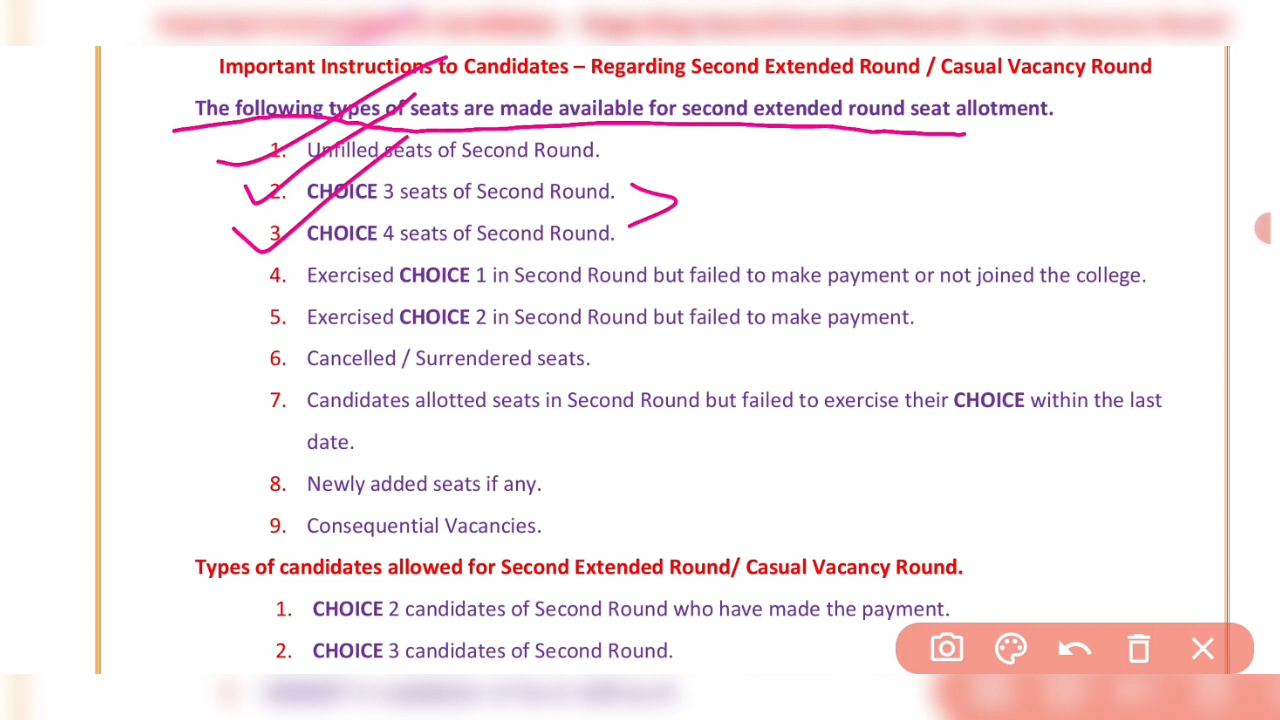 Important Instructions to Candidates – Regarding Second Extended Round / Casual Vacancy Round
The following types of seats are made available for second extended round seat allotment.
1. Unfilled seats of Second Round.
2. CHOICE 3 seats of Second Round.
3. CHOICE 4 seats of Second Round.
4. Exercised CHOICE 1 in Second Round but failed to make payment or not joined the college.
5. Exercised CHOICE 2 in Second Round but failed to make payment.
6. Cancelled / Surrendered seats.
7. Candidates allotted seats in Second Round but failed to exercise their CHOICE within the last
date.
8. Newly added seats if any.
9. Consequential Vacancies.
Types of candidates allowed for Second Extended Round/ Casual Vacancy Round.
1. CHOICE 2 candidates of Second Round who have made the payment.
2. CHOICE 3 candidates of Second Round.